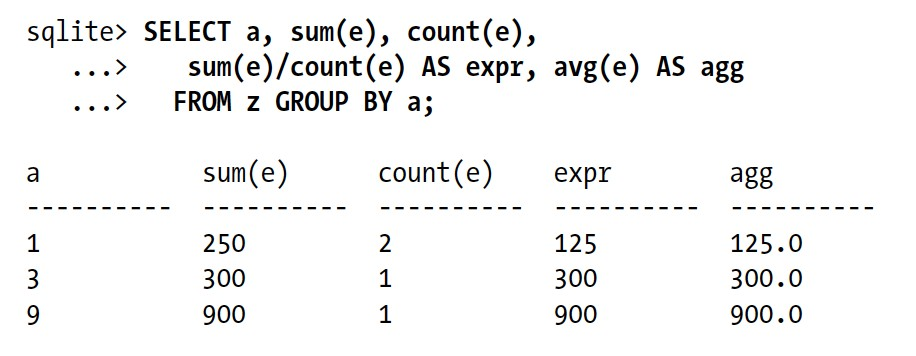 sqlite> SELECT a, sum(e), count(e),
...> sum(e)/count(e) AS expr, avg(e) AS agg
...> FROM z GROUP BY a;
a sum(e) count(e) expr agg
---------- ---------- ---------- ---------- ----------
1 250 2 125 125.0
3 300 1 300 300.0
9 900 1 900 900.0